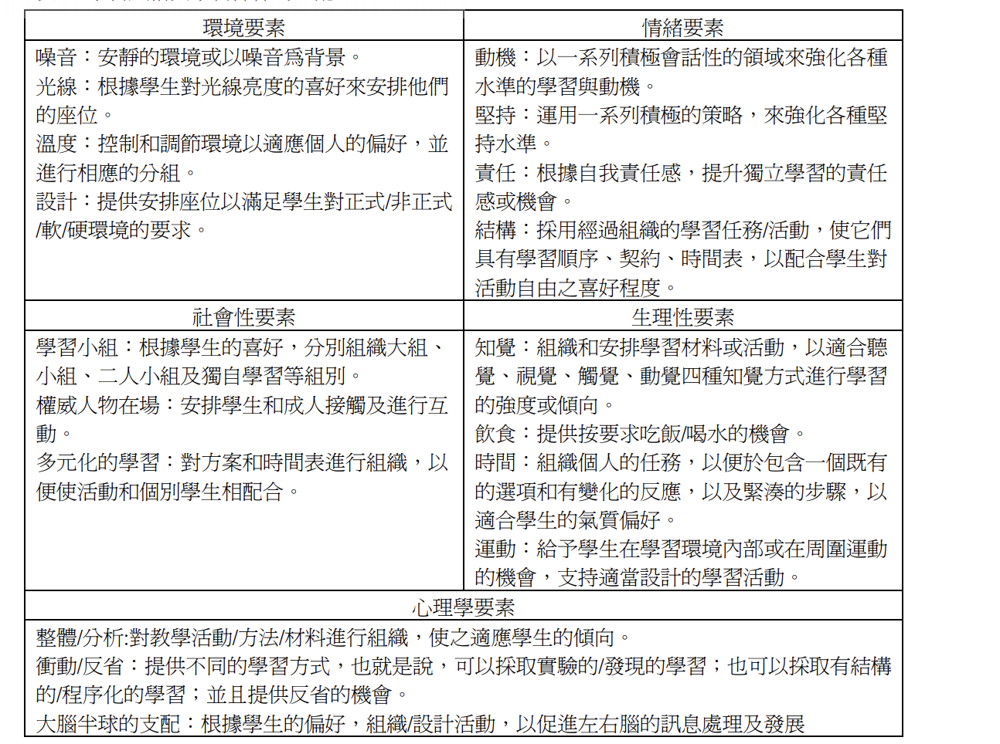 環境要素
噪音：安靜的環境或以噪音爲背景。
光線：根據學生對光線亮度的喜好來安排他們
的座位。
溫度：控制和調節環境以適應個人的偏好，並
進行相應的分組。
設計：提供安排座位以滿足學生對正式/非正式
/軟/硬環境的要求。
情緒要素
動機：以一系列積極會話性的領域來強化各種
水準的學習與動機。
堅持：運用一系列積極的策略，來強化各種堅
持水準。
責任：根據自我責任感，提升獨立學習的責任
感或機會。
結構：採用經過組織的學習任務/活動，使它們
具有學習順序、契約、時間表，以配合學生對
活動自由之喜好程度。
社會性要素
學習小組：根據學生的喜好，分別組織大組、
小組、二人小組及獨自學習等組別。
權威人物在場：安排學生和成人接觸及進行互
動。
多元化的學習：對方案和時間表進行組織，以
便使活動和個別學生相配合。
生理性要素
知覺：組織和安排學習材料或活動，以適合聽
覺、視覺、觸覺、動覺四種知覺方式進行學習
的強度或傾向。
飲食：提供按要求吃飯/喝水的機會。
時間：組織個人的任務，以便於包含一個既有
的選項和有變化的反應，以及緊湊的步驟，以
適合學生的氣質偏好。
運動：給予學生在學習環境內部或在周圍運動
的機會，支持適當設計的學習活動。
心理學要素
整體/分析:對教學活動/方法/材料進行組織，使之適應學生的傾向。
衝動/反省：提供不同的學習方式，也就是說，可以採取實驗的/發現的學習；也可以採取有結構
的/程序化的學習；並且提供反省的機會。
大腦半球的支配：根據學生的偏好，組織/設計活動，以促進左右腦的訊息處理及發展